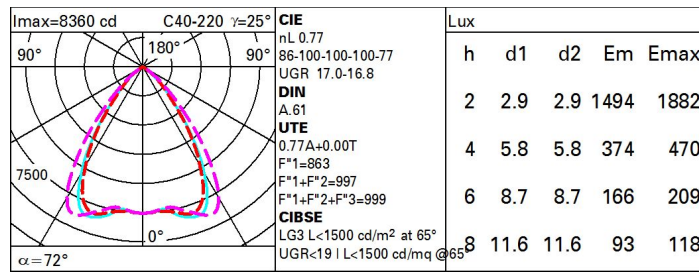 Imax=8360 cd C40-220 γ=25°
90° 180° 90°
7500
0°
α=72°
CIE
nL 0.77
86-100-100-100-77
UGR 17.0-16.8
DIN
A.61
UTE
0.77A+0.00T
F"1=863
F"1+F"2=997
F"1+F"2+F"3=999
CIBSE
LG3 L<1500 cd/m² at 65°
UGR<19 | L<1500 cd/mq @65°
Lux
h d1 d2 Em Emax
2 2.9 2.9 1494 1882
4 5.8 5.8 374 470
6 8.7 8.7 166 209
8 11.6 11.6 93 118